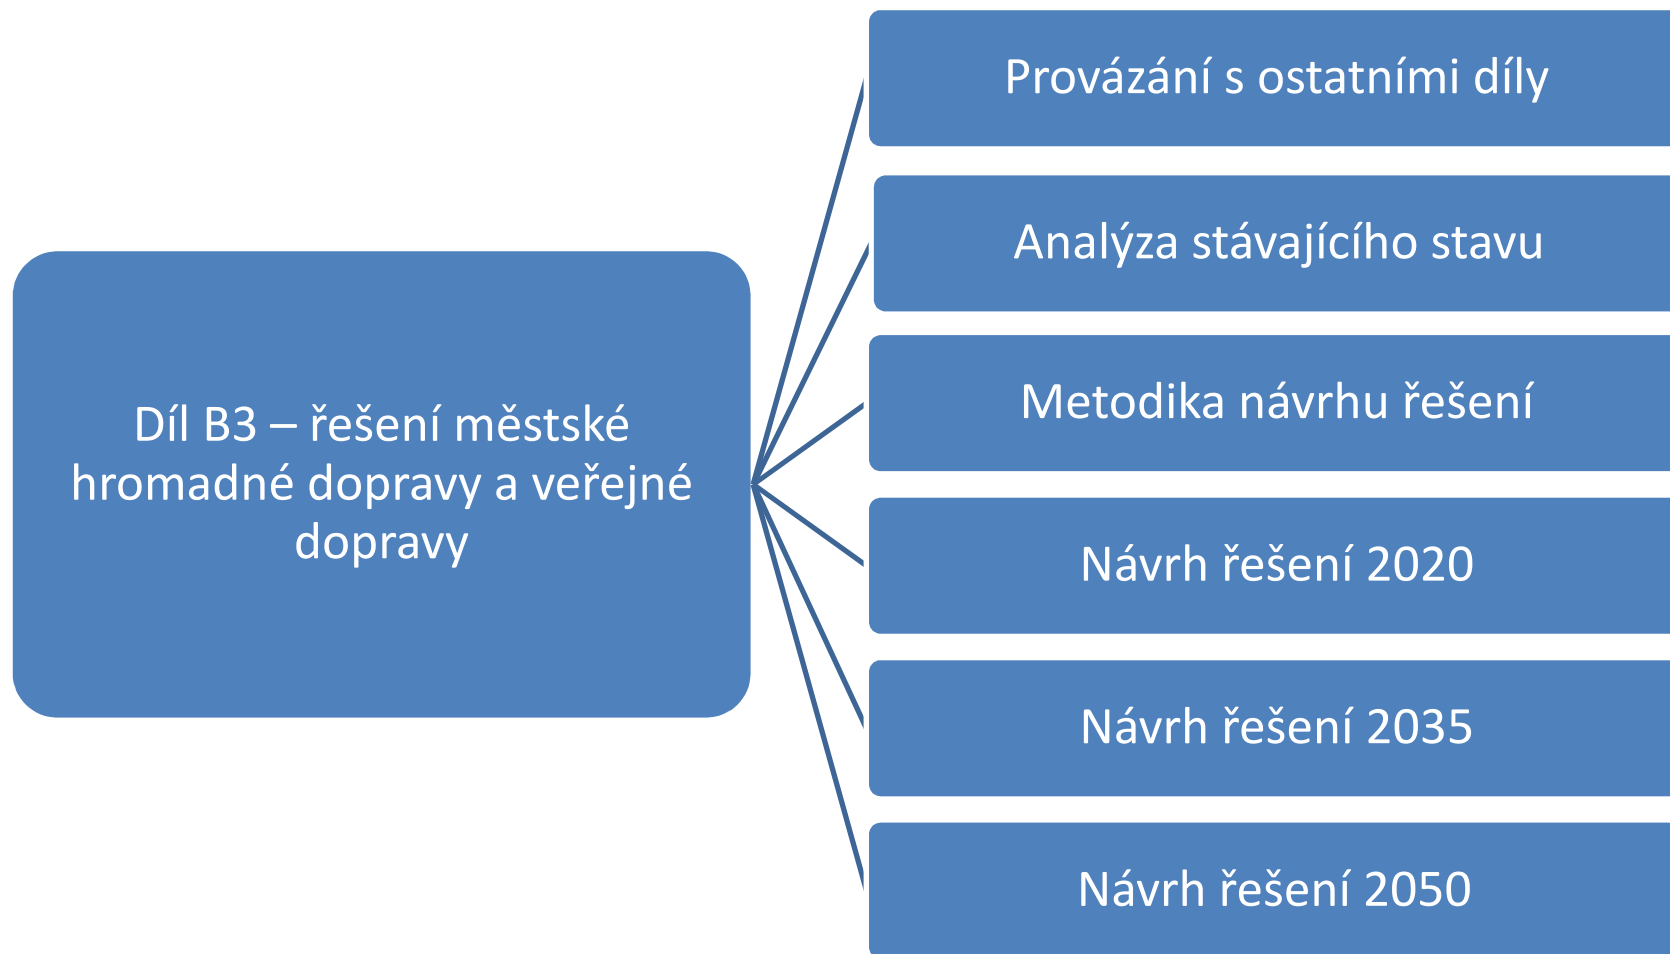 Provázání s ostatními díly
Analýza stávajícího stavu
Metodika návrhu řešení
Díl B3 – řešení městské
hromadné dopravy a veřejné
dopravy
Návrh řešení 2020
Návrh řešení 2035
Návrh řešení 2050